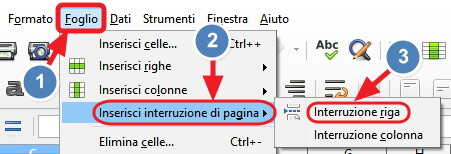 Formato Foglio Dati Strumenti Finestra Aiuto
1
2
3
Inserisci celle... Ctrl++
Inserisci righe
Inserisci colonne
Inserisci interruzione di pagina
Interruzione riga
Interruzione colonna
Elimina celle... Ctrl+-
Abc
a